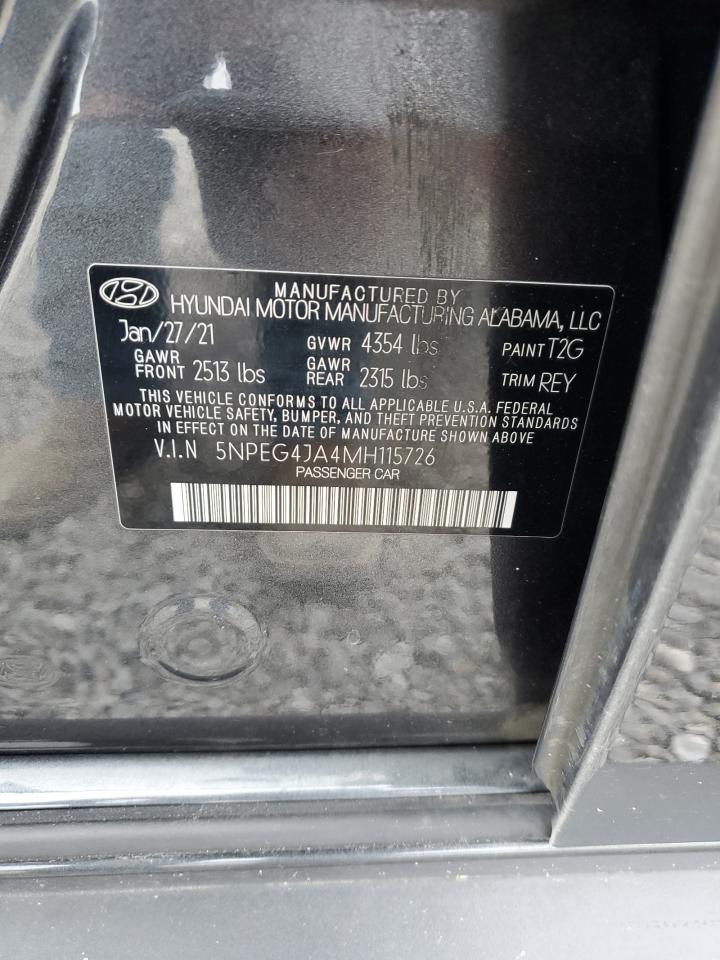 MANUFACTURED BY
HYUNDAI MOTOR MANUFACTURING ALABAMA, LLC
Jan/27/21 GVWR 4354 lbs PAINT T2G
GAWR FRONT 2513 lbs GAWR REAR 2315 lbs TRIM REY
THIS VEHICLE CONFORMS TO ALL APPLICABLE U.S.A. FEDERAL
MOTOR VEHICLE SAFETY, BUMPER, AND THEFT PREVENTION STANDARDS
IN EFFECT ON THE DATE OF MANUFACTURE SHOWN ABOVE
V.I.N 5NPEG4JA4MH115726
PASSENGER CAR